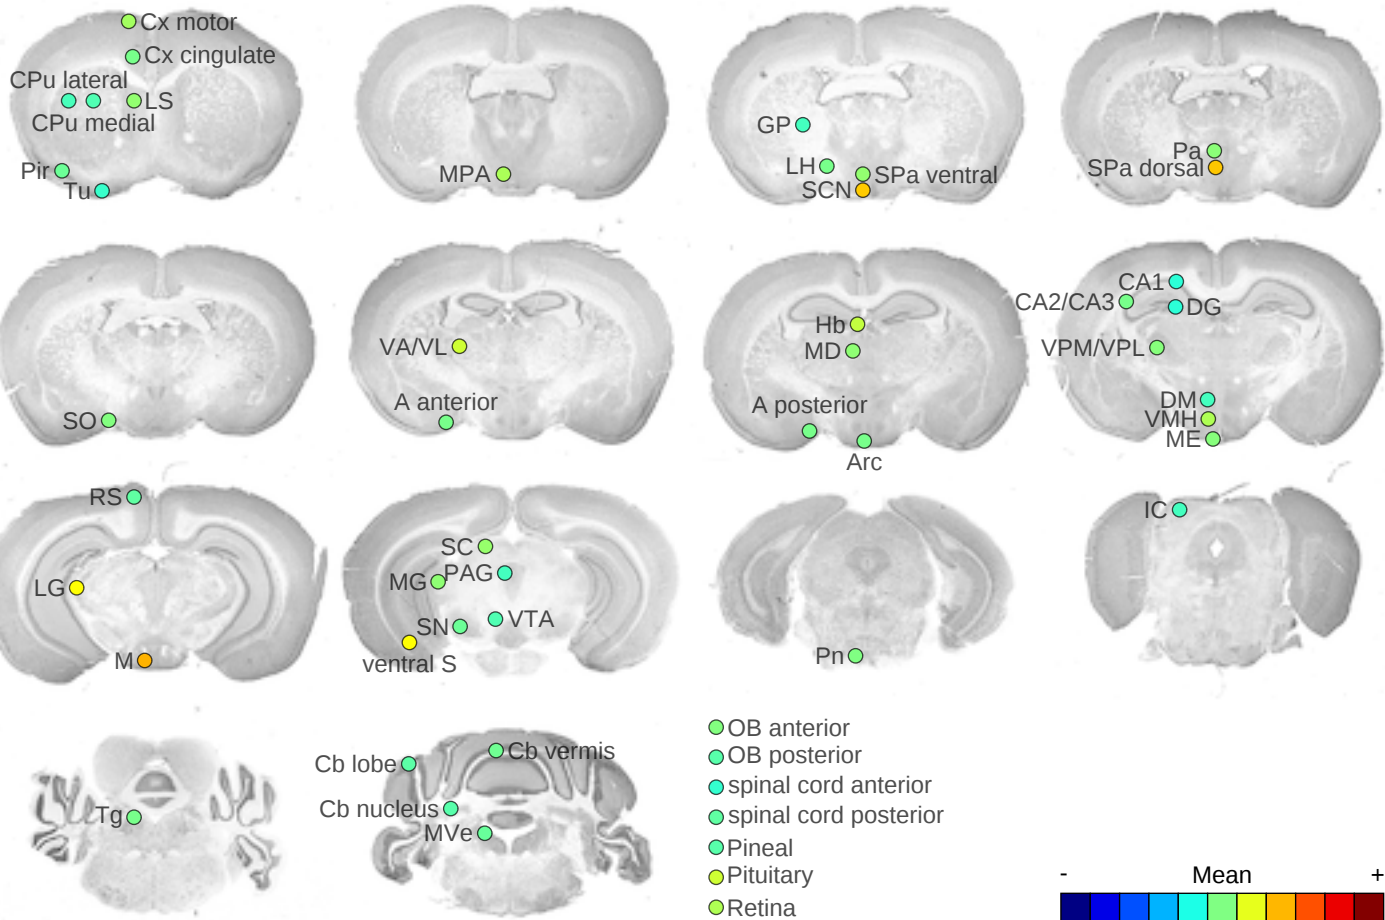 Cx motor
Cx cingulate
CPu lateral
LS
CPu medial
Pir
Tu
MPA
GP
LH
SPa ventral
SCN
Pa
SPa dorsal
SO
VA/VL
A anterior
Hb
MD
A posterior
Arc
CA1
CA2/CA3
DG
VPM/VPL
DM
VMH
ME
RS
LG
M
SC
MG
PAG
SN
VTA
ventral S
Pn
IC
Tg
Cb vermis
Cb lobe
Cb nucleus
MVe
OB anterior
OB posterior
spinal cord anterior
spinal cord posterior
Pineal
Pituitary
Retina
- Mean +